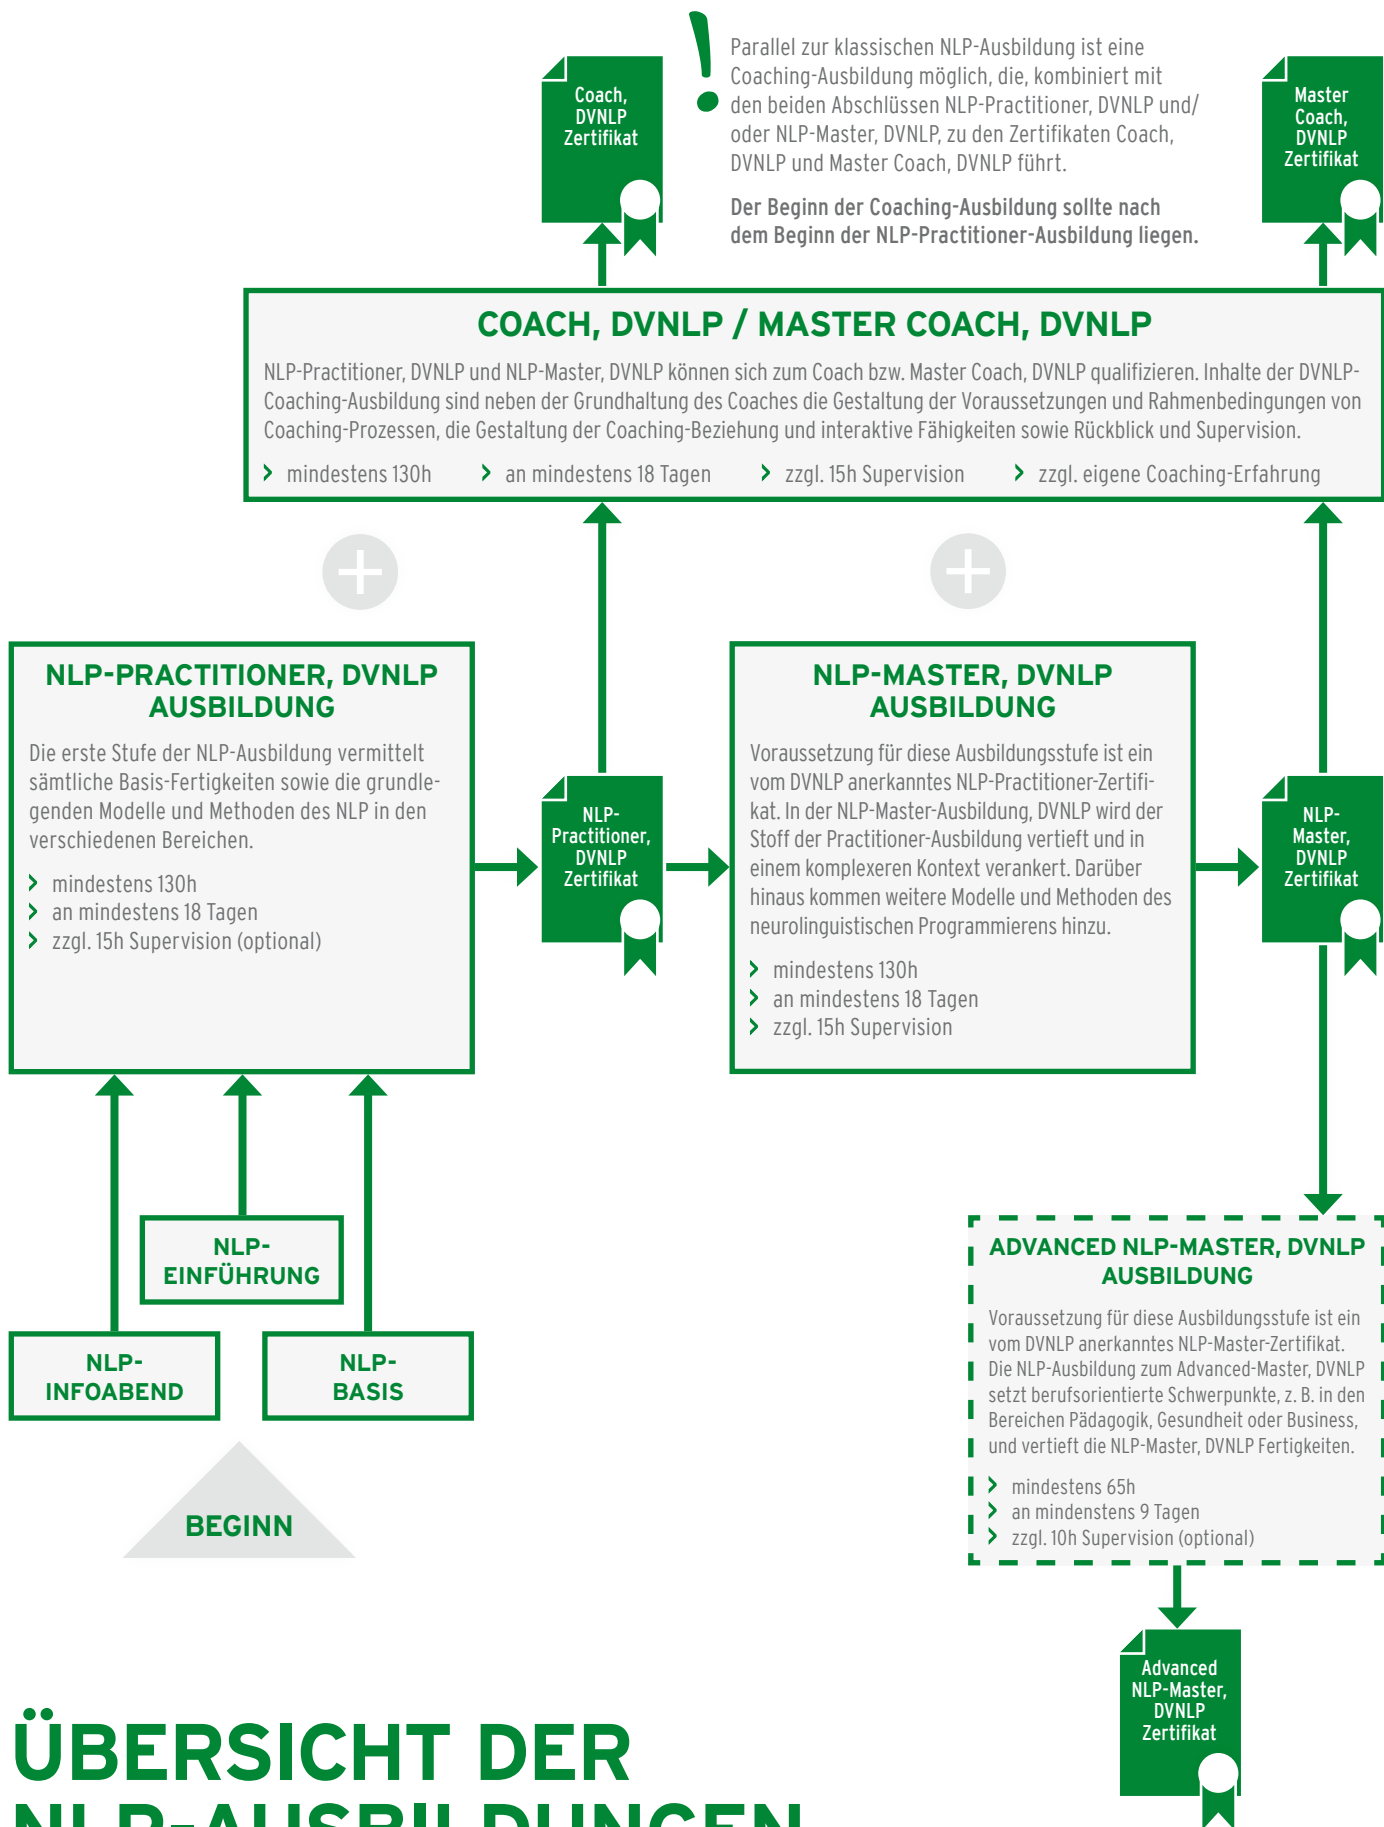 Coach,
DVNLP
Zertifikat
!
Parallel zur klassischen NLP-Ausbildung ist eine
Coaching-Ausbildung möglich, die, kombiniert mit
den beiden Abschlüssen NLP-Practitioner, DVNLP und/
oder NLP-Master, DVNLP, zu den Zertifikaten Coach,
DVNLP und Master Coach, DVNLP führt.
Der Beginn der Coaching-Ausbildung sollte nach
dem Beginn der NLP-Practitioner-Ausbildung liegen.
Master
Coach,
DVNLP
Zertifikat
COACH, DVNLP / MASTER COACH, DVNLP
NLP-Practitioner, DVNLP und NLP-Master, DVNLP können sich zum Coach bzw. Master Coach, DVNLP qualifizieren. Inhalte der DVNLP-
Coaching-Ausbildung sind neben der Grundhaltung des Coaches die Gestaltung der Voraussetzungen und Rahmenbedingungen von
Coaching-Prozessen, die Gestaltung der Coaching-Beziehung und interaktive Fähigkeiten sowie Rückblick und Supervision.
> mindestens 130h > an mindestens 18 Tagen > zzgl. 15h Supervision > zzgl. eigene Coaching-Erfahrung
NLP-PRACTITIONER, DVNLP
AUSBILDUNG
Die erste Stufe der NLP-Ausbildung vermittelt
sämtliche Basis-Fertigkeiten sowie die grundle-
genden Modelle und Methoden des NLP in den
verschiedenen Bereichen.
> mindestens 130h
> an mindestens 18 Tagen
> zzgl. 15h Supervision (optional)
NLP-
Practitioner,
DVNLP
Zertifikat
NLP-MASTER, DVNLP
AUSBILDUNG
Voraussetzung für diese Ausbildungsstufe ist ein
vom DVNLP anerkanntes NLP-Practitioner-Zertifi-
kat. In der NLP-Master-Ausbildung, DVNLP wird der
Stoff der Practitioner-Ausbildung vertieft und in
einem komplexeren Kontext verankert. Darüber
hinaus kommen weitere Modelle und Methoden des
neurolinguistischen Programmierens hinzu.
> mindestens 130h
> an mindestens 18 Tagen
> zzgl. 15h Supervision
NLP-
Master,
DVNLP
Zertifikat
NLP-
EINFÜHRUNG
NLP-
INFOABEND
NLP-
BASIS
BEGINN
ADVANCED NLP-MASTER, DVNLP
AUSBILDUNG
Voraussetzung für diese Ausbildungsstufe ist ein
vom DVNLP anerkanntes NLP-Master-Zertifikat.
Die NLP-Ausbildung zum Advanced-Master, DVNLP
setzt berufsorientierte Schwerpunkte, z. B. in den
Bereichen Pädagogik, Gesundheit oder Business,
und vertieft die NLP-Master, DVNLP Fertigkeiten.
> mindestens 65h
> an mindenstens 9 Tagen
> zzgl. 10h Supervision (optional)
Advanced
NLP-Master,
DVNLP
Zertifikat
ÜBERSICHT DER
NLP-AUSBILDUNGEN